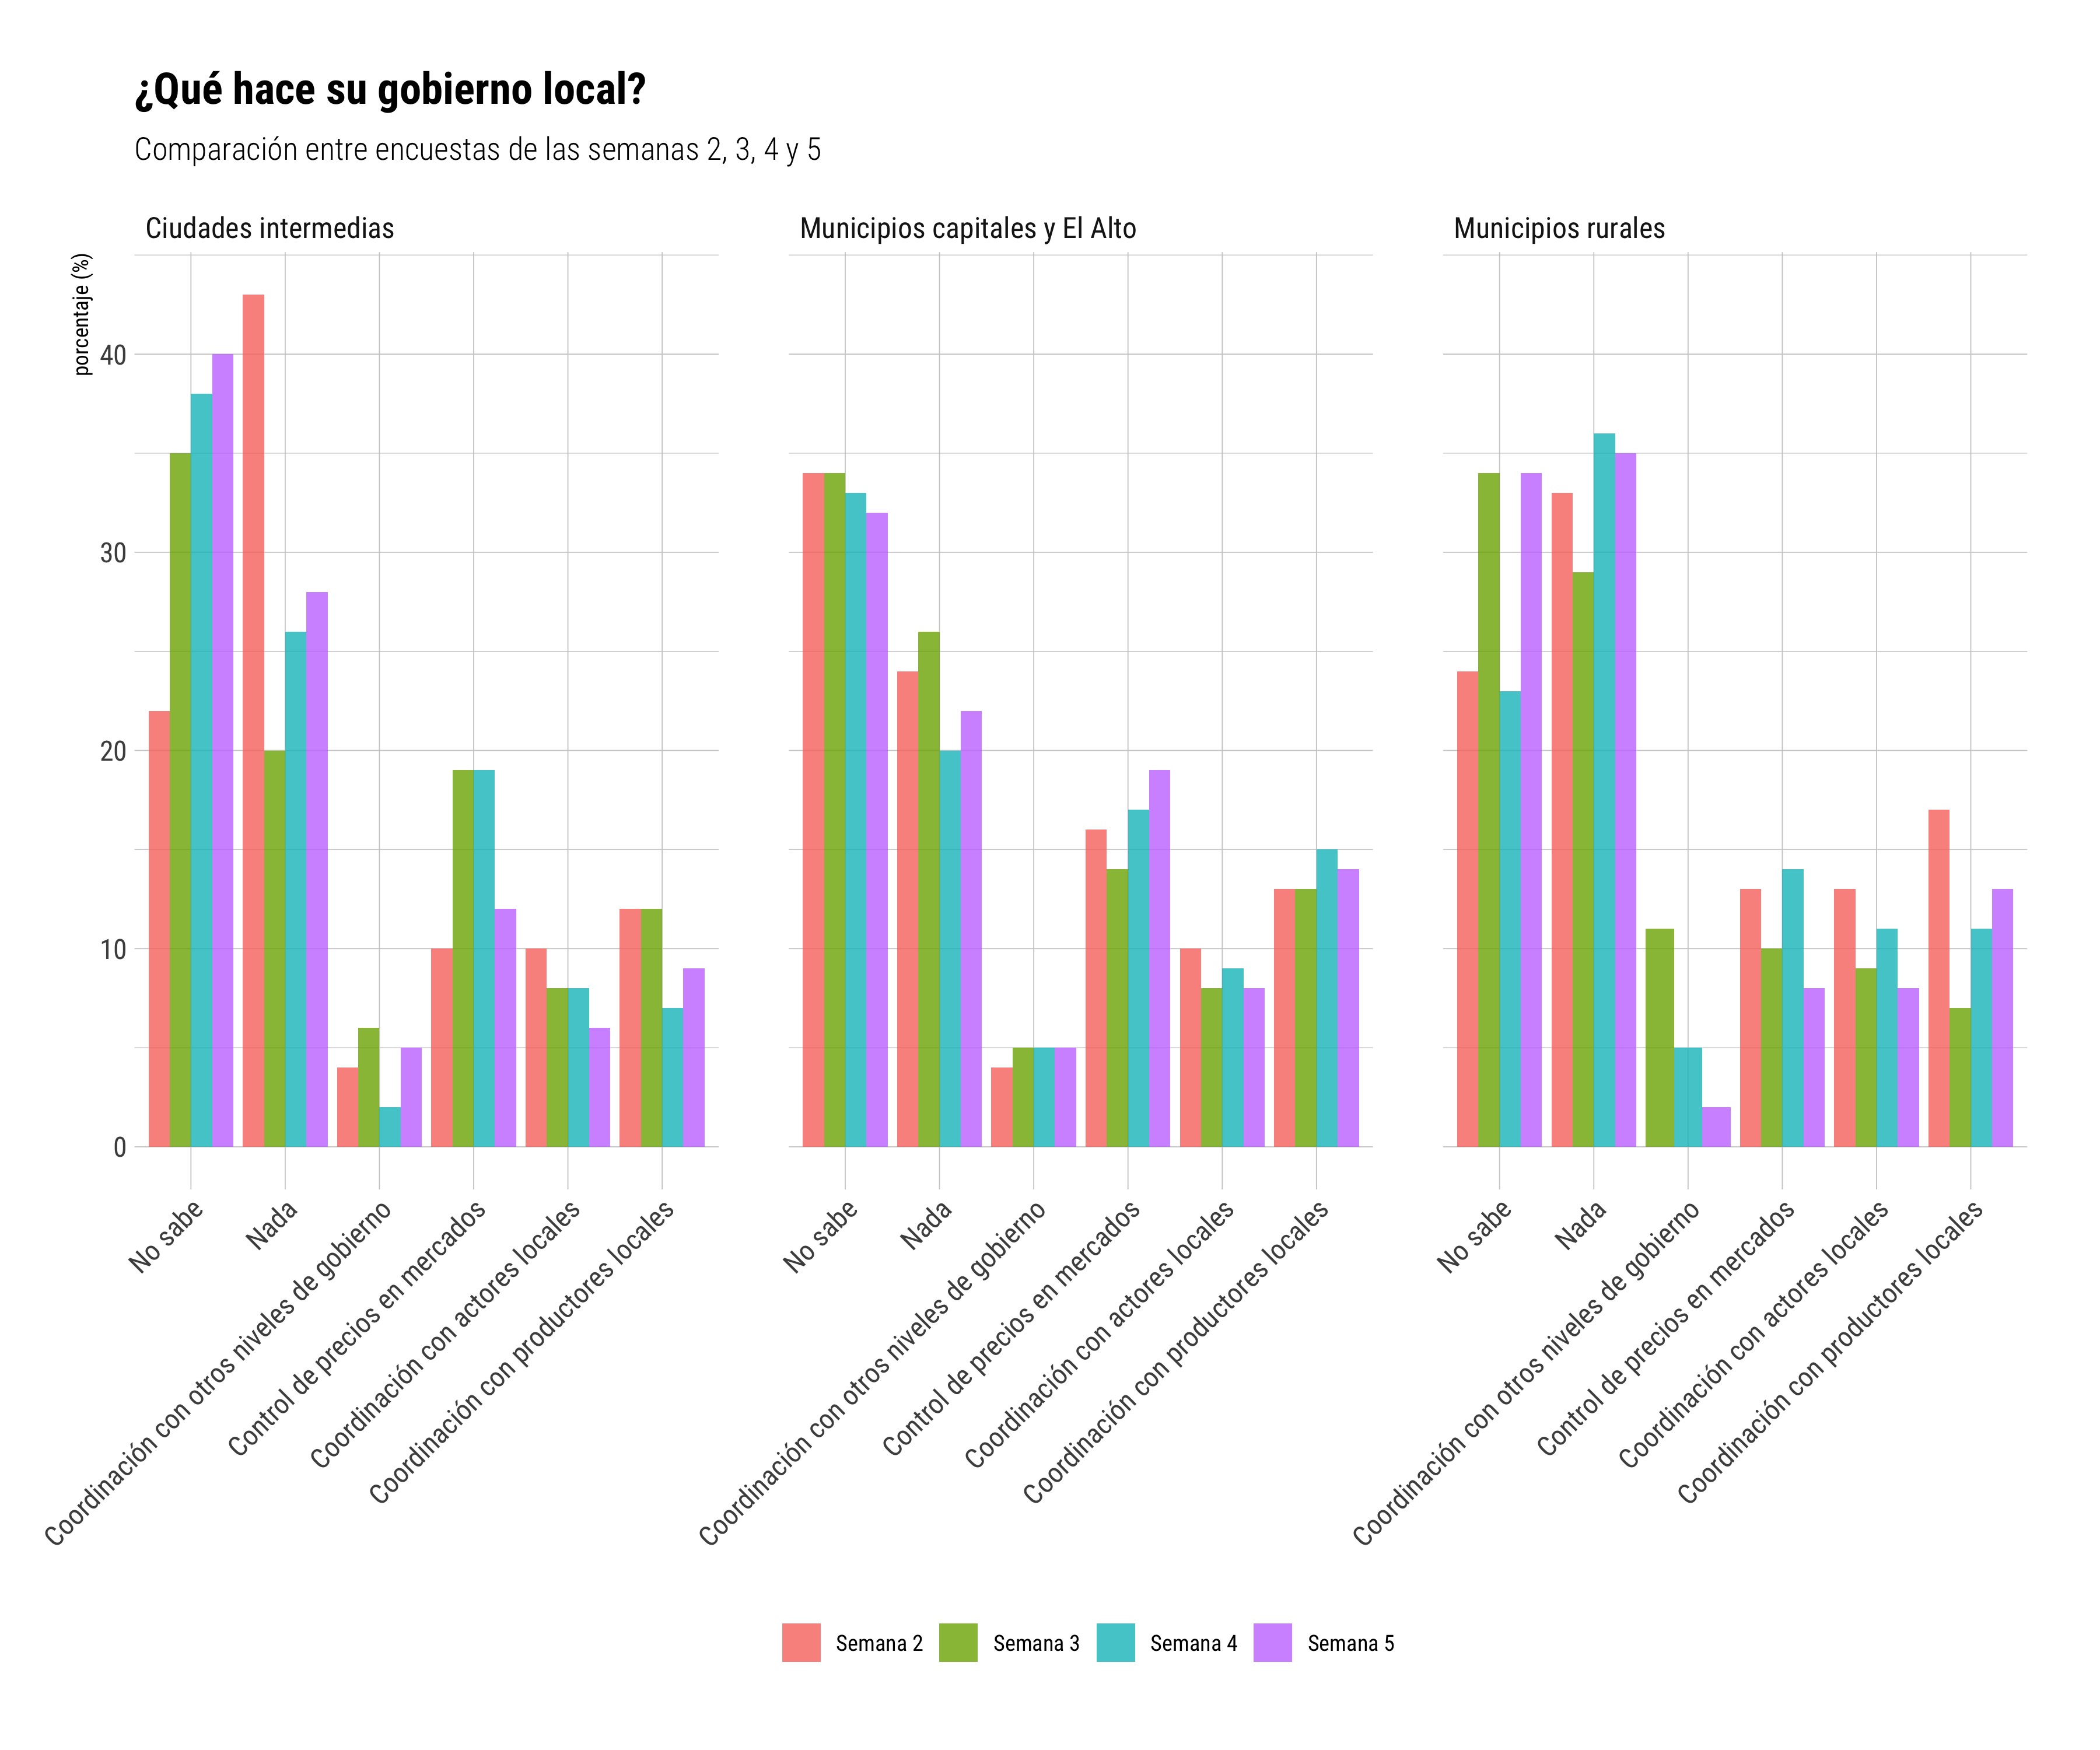 ¿Qué hace su gobierno local?
Comparación entre encuestas de las semanas 2, 3, 4 y 5
Ciudades intermedias
Municipios capitales y El Alto
Municipios rurales
porcentaje (%)
40
30
20
10
0
No sabe
Nada
Coordinación con otros niveles de gobierno
Control de precios en mercados
Coordinación con actores locales
Coordinación con productores locales
No sabe
Nada
Coordinación con otros niveles de gobierno
Control de precios en mercados
Coordinación con actores locales
Coordinación con productores locales
No sabe
Nada
Coordinación con otros niveles de gobierno
Control de precios en mercados
Coordinación con actores locales
Coordinación con productores locales
Semana 2
Semana 3
Semana 4
Semana 5